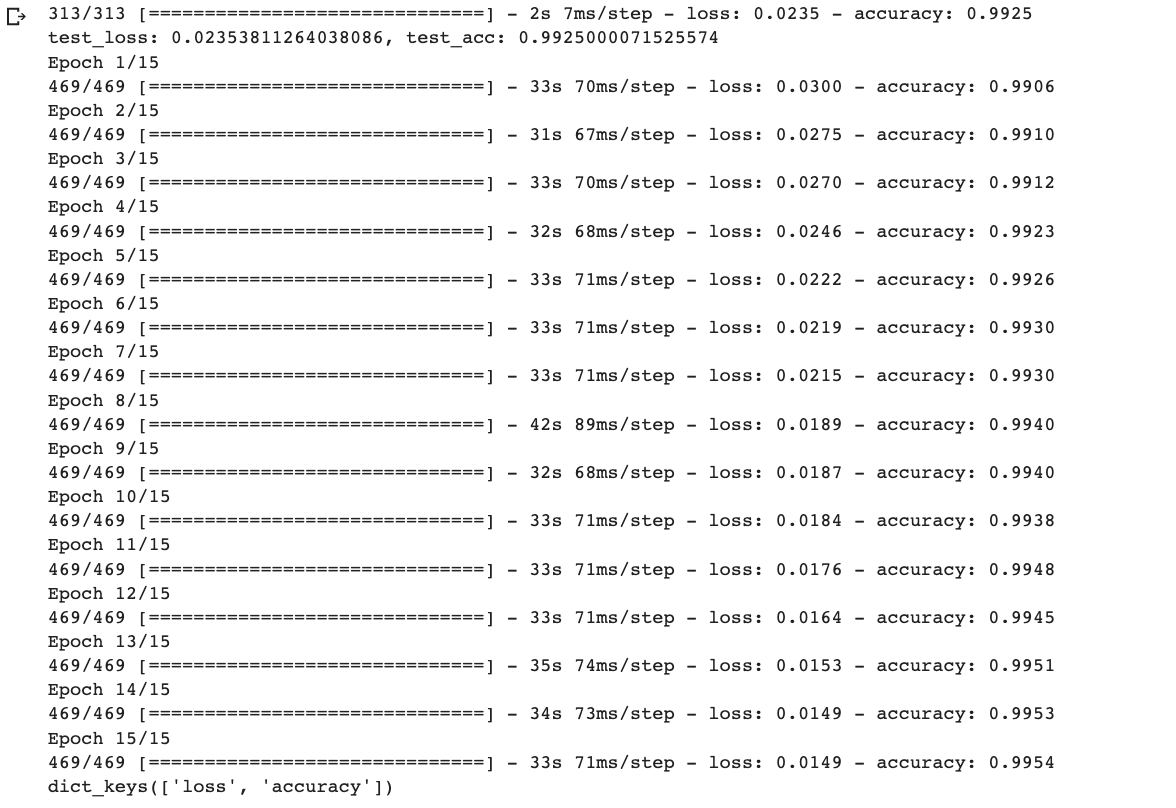 313/313 [==============================] - 2s 7ms/step - loss: 0.0235 - accuracy: 0.9925
test_loss: 0.02353811264038086, test_acc: 0.9925000071525574
Epoch 1/15
469/469 [==============================] - 33s 70ms/step - loss: 0.0300 - accuracy: 0.9906
Epoch 2/15
469/469 [==============================] - 31s 67ms/step - loss: 0.0275 - accuracy: 0.9910
Epoch 3/15
469/469 [==============================] - 33s 70ms/step - loss: 0.0270 - accuracy: 0.9912
Epoch 4/15
469/469 [==============================] - 32s 68ms/step - loss: 0.0246 - accuracy: 0.9923
Epoch 5/15
469/469 [==============================] - 33s 71ms/step - loss: 0.0222 - accuracy: 0.9926
Epoch 6/15
469/469 [==============================] - 33s 71ms/step - loss: 0.0219 - accuracy: 0.9930
Epoch 7/15
469/469 [==============================] - 33s 71ms/step - loss: 0.0215 - accuracy: 0.9930
Epoch 8/15
469/469 [==============================] - 42s 89ms/step - loss: 0.0189 - accuracy: 0.9940
Epoch 9/15
469/469 [==============================] - 32s 68ms/step - loss: 0.0187 - accuracy: 0.9940
Epoch 10/15
469/469 [==============================] - 33s 71ms/step - loss: 0.0184 - accuracy: 0.9938
Epoch 11/15
469/469 [==============================] - 33s 71ms/step - loss: 0.0176 - accuracy: 0.9948
Epoch 12/15
469/469 [==============================] - 33s 71ms/step - loss: 0.0164 - accuracy: 0.9945
Epoch 13/15
469/469 [==============================] - 35s 74ms/step - loss: 0.0153 - accuracy: 0.9951
Epoch 14/15
469/469 [==============================] - 34s 73ms/step - loss: 0.0149 - accuracy: 0.9953
Epoch 15/15
469/469 [==============================] - 33s 71ms/step - loss: 0.0149 - accuracy: 0.9954
dict_keys(['loss', 'accuracy'])